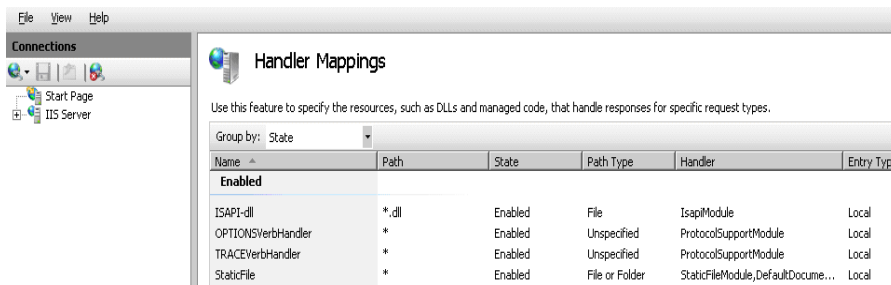 File View Help
Connections
Start Page
IIS Server
Handler Mappings
Use this feature to specify the resources, such as DLLs and managed code, that handle responses for specific request types.
Group by: State
Name Path State Path Type Handler Entry Typ
Enabled
ISAPI-dll *.dll Enabled File IsapiModule Local
OPTIONSVerbHandler * Enabled Unspecified ProtocolSupportModule Local
TRACEVerbHandler * Enabled Unspecified ProtocolSupportModule Local
StaticFile * Enabled File or Folder StaticFileModule,DefaultDocume... Local